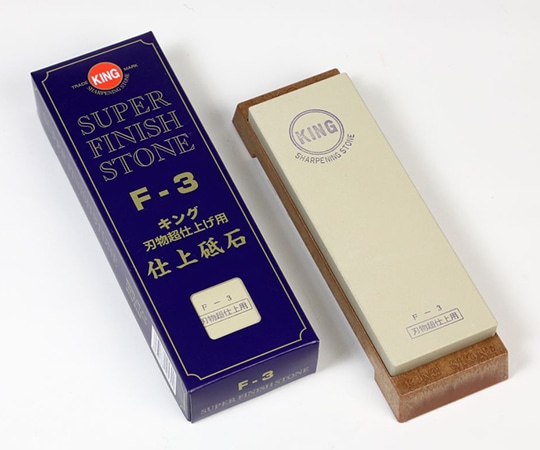 TRADE KING MARK
SHARPENING STONE
SUPER
FINISH
STONE
F-3
キング
刃物超仕上げ用
仕上砥石
F-3
刃物超仕上用
F-3
SUPER FINISH STONE
KING
SHARPENING STONE
F-3
刃物超仕上用